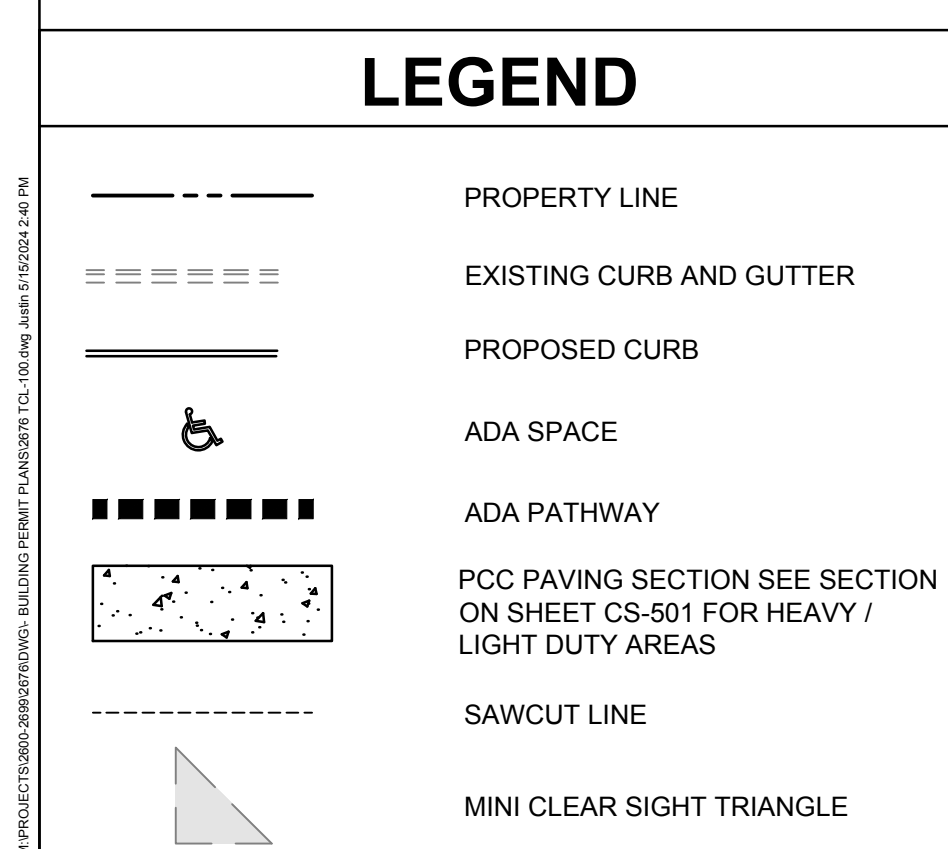 LEGEND
PROPERTY LINE
EXISTING CURB AND GUTTER
PROPOSED CURB
ADA SPACE
ADA PATHWAY
PCC PAVING SECTION SEE SECTION
ON SHEET CS-501 FOR HEAVY /
LIGHT DUTY AREAS
SAWCUT LINE
MINI CLEAR SIGHT TRIANGLE
M:\PROJECTS\2600-2699\2676\DWG\- BUILDING PERMIT PLANS\2676 TCL-100.dwg Justin 5/15/2024 2:40 PM